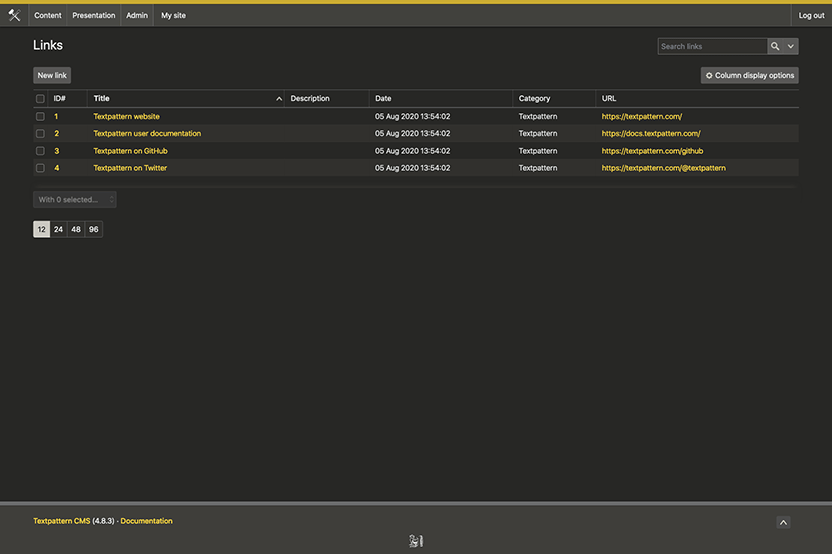 Content Presentation Admin My site Log out
Links
Search links
New link
Column display options
ID# Title Description Date Category URL
1 Textpattern website 05 Aug 2020 13:54:02 Textpattern https://textpattern.com/
2 Textpattern user documentation 05 Aug 2020 13:54:02 Textpattern https://docs.textpattern.com/
3 Textpattern on GitHub 05 Aug 2020 13:54:02 Textpattern https://textpattern.com/github
4 Textpattern on Twitter 05 Aug 2020 13:54:02 Textpattern https://textpattern.com/@textpattern
With 0 selected...
12 24 48 96
Textpattern CMS (4.8.3) · Documentation